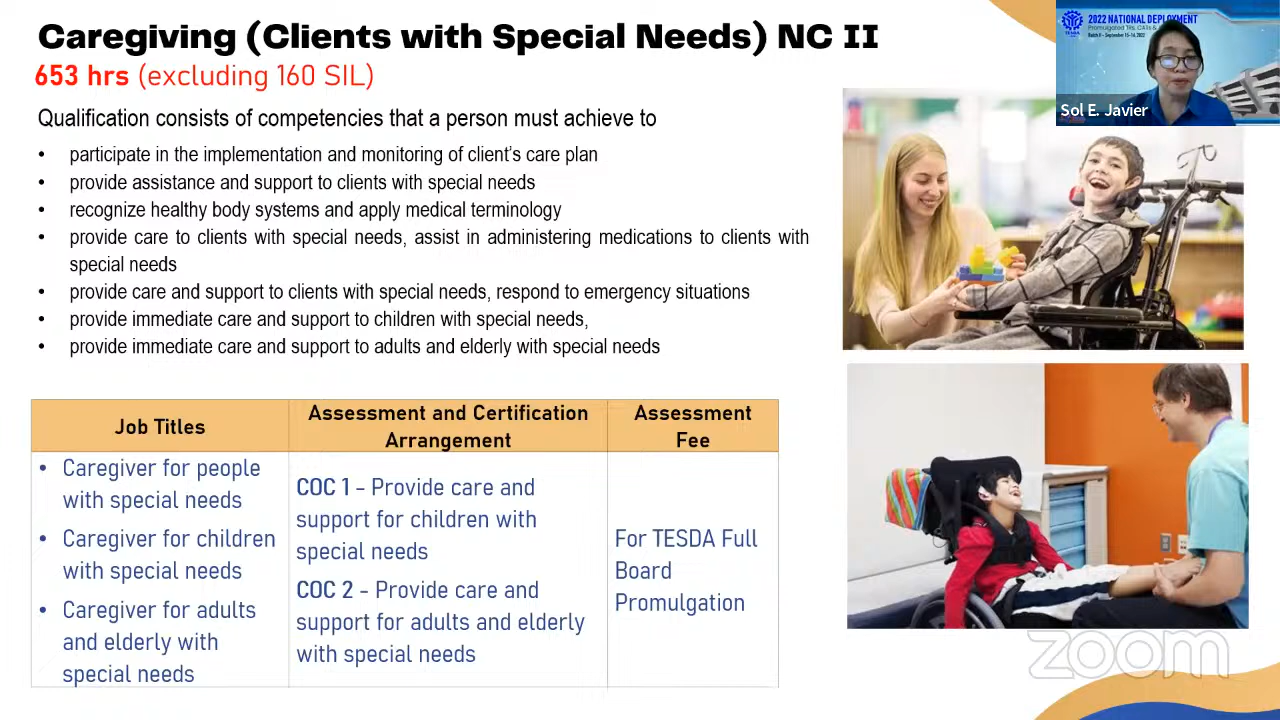 Caregiving (Clients with Special Needs) NC II
653 hrs (excluding 160 SIL)
Qualification consists of competencies that a person must achieve to
• participate in the implementation and monitoring of client's care plan
• provide assistance and support to clients with special needs
• recognize healthy body systems and apply medical terminology
• provide care to clients with special needs, assist in administering medications to clients with
special needs
• provide care and support to clients with special needs, respond to emergency situations
• provide immediate care and support to children with special needs,
• provide immediate care and support to adults and elderly with special needs
Job Titles
• Caregiver for people
with special needs
• Caregiver for children
with special needs
• Caregiver for adults
and elderly with
special needs
Assessment and Certification
Arrangement
COC 1 – Provide care and
support for children with
special needs
COC 2 - Provide care and
support for adults and elderly
with special needs
Assessment
Fee
For TESDA Full
Board
Promulgation
2022 NATIONAL DEPLOYMENT
Promulgated TRs, CATs &
Batch II - September 15-16, 2022
TESDA
Sol E. Javier
zoom